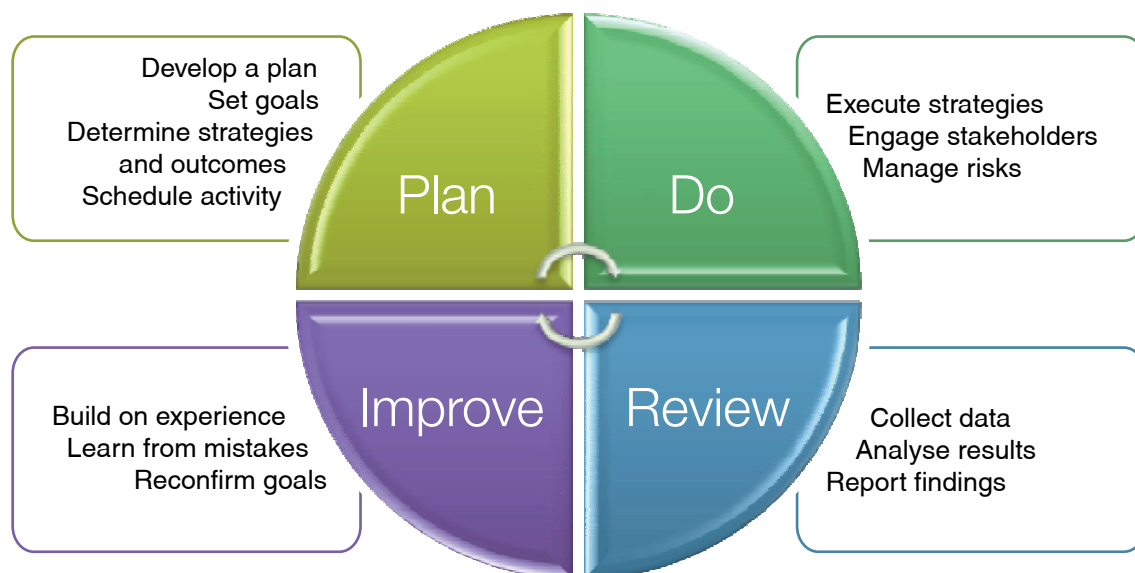 Develop a plan
Set goals
Determine strategies
and outcomes
Schedule activity
Plan
Do
Execute strategies
Engage stakeholders
Manage risks
Build on experience
Learn from mistakes
Reconfirm goals
Improve
Review
Collect data
Analyse results
Report findings